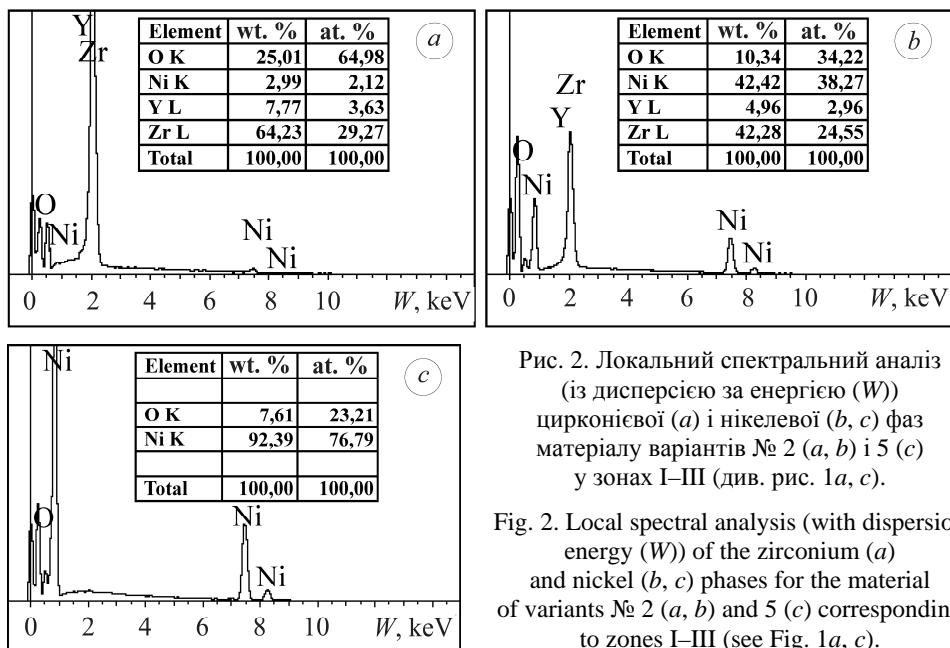 Element wt. % at. %
O K 25,01 64,98
Ni K 2,99 2,12
Y L 7,77 3,63
Zr L 64,23 29,27
Total 100,00 100,00
a
Y
Zr
O
Ni
Ni
Ni
0 2 4 6 8 10 W, keV
Element wt. % at. %
O K 10,34 34,22
Ni K 42,42 38,27
Y L 4,96 2,96
Zr L 42,28 24,55
Total 100,00 100,00
b
Zr
Y
O
Ni
Ni
Ni
0 2 4 6 8 10 W, keV
Element wt. % at. %
O K 7,61 23,21
Ni K 92,39 76,79
Total 100,00 100,00
c
Ni
O
Ni
Ni
0 2 4 6 8 10 W, keV
Рис. 2. Локальний спектральний аналіз
(із дисперсією за енергією (W))
цирконієвої (a) і нікелевої (b, c) фаз
матеріалу варіантів № 2 (a, b) і 5 (c)
у зонах I–III (див. рис. 1a, c).
Fig. 2. Local spectral analysis (with dispersio
energy (W)) of the zirconium (a)
and nickel (b, c) phases for the material
of variants № 2 (a, b) and 5 (c) correspondin
to zones I–III (see Fig. 1a, c).